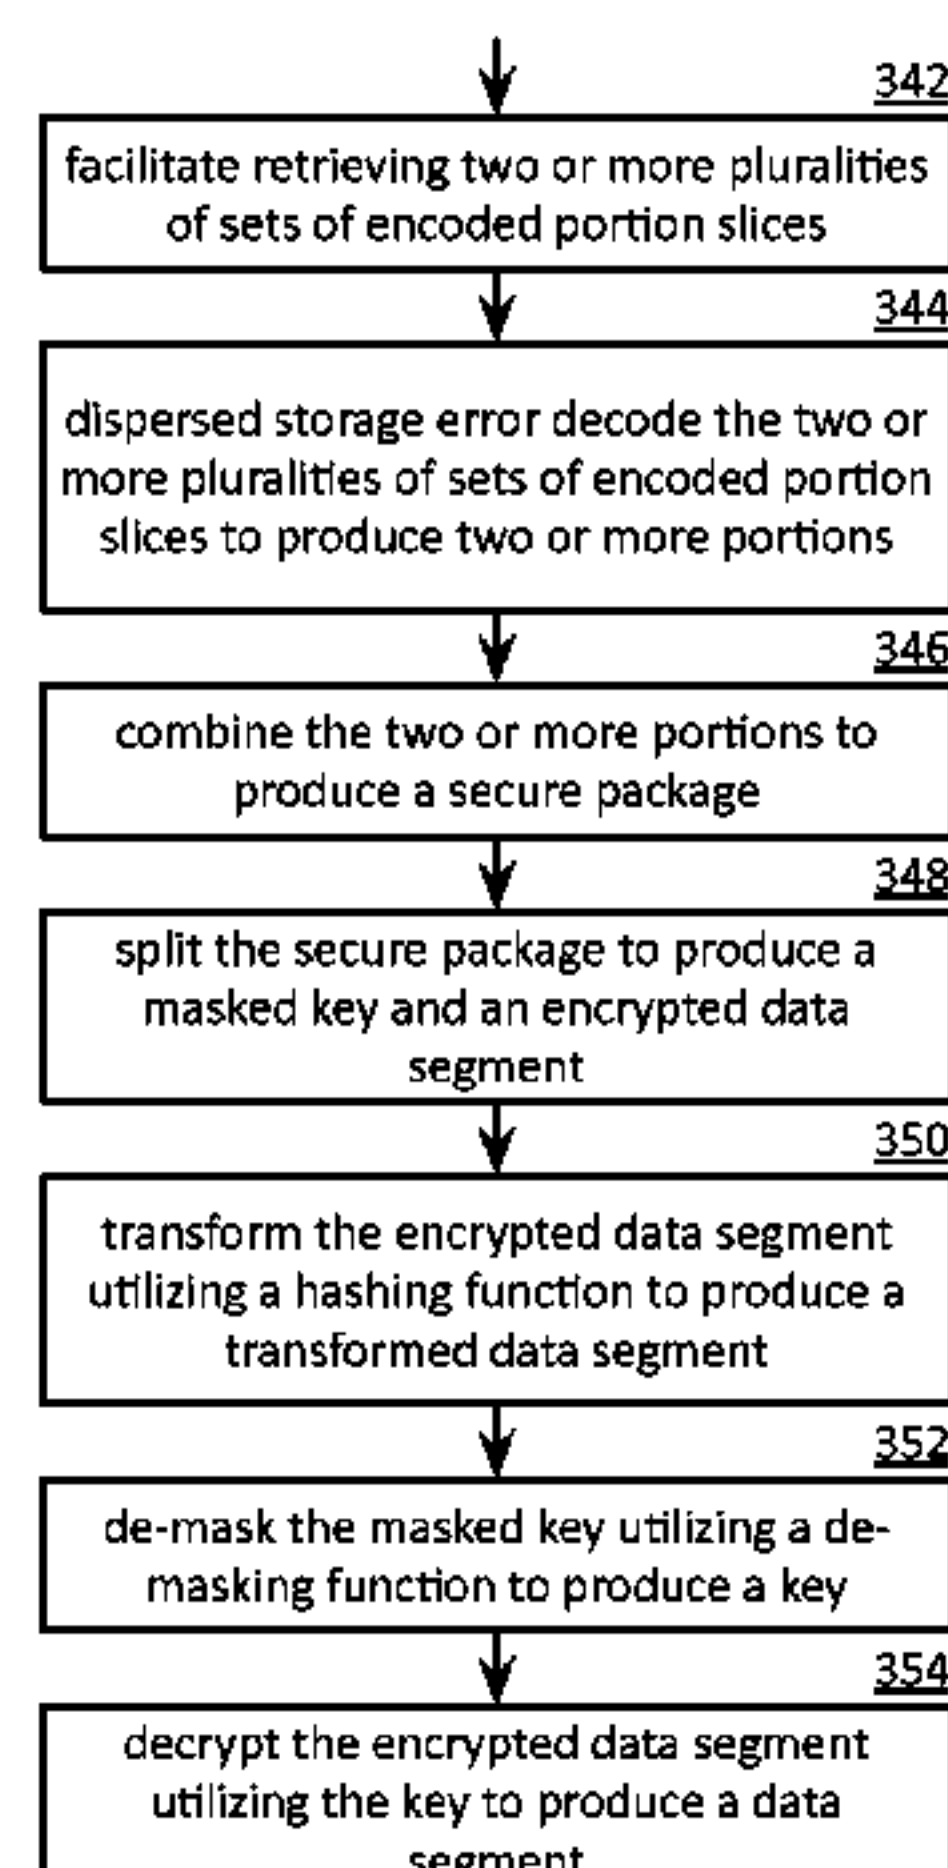 342
facilitate retrieving two or more pluralities
of sets of encoded portion slices
344
dispersed storage error decode the two or
more pluralities of sets of encoded portion
slices to produce two or more portions
346
combine the two or more portions to
produce a secure package
348
split the secure package to produce a
masked key and an encrypted data
segment
350
transform the encrypted data segment
utilizing a hashing function to produce a
transformed data segment
352
de-mask the masked key utilizing a de-
masking function to produce a key
354
decrypt the encrypted data segment
utilizing the key to produce a data
segment